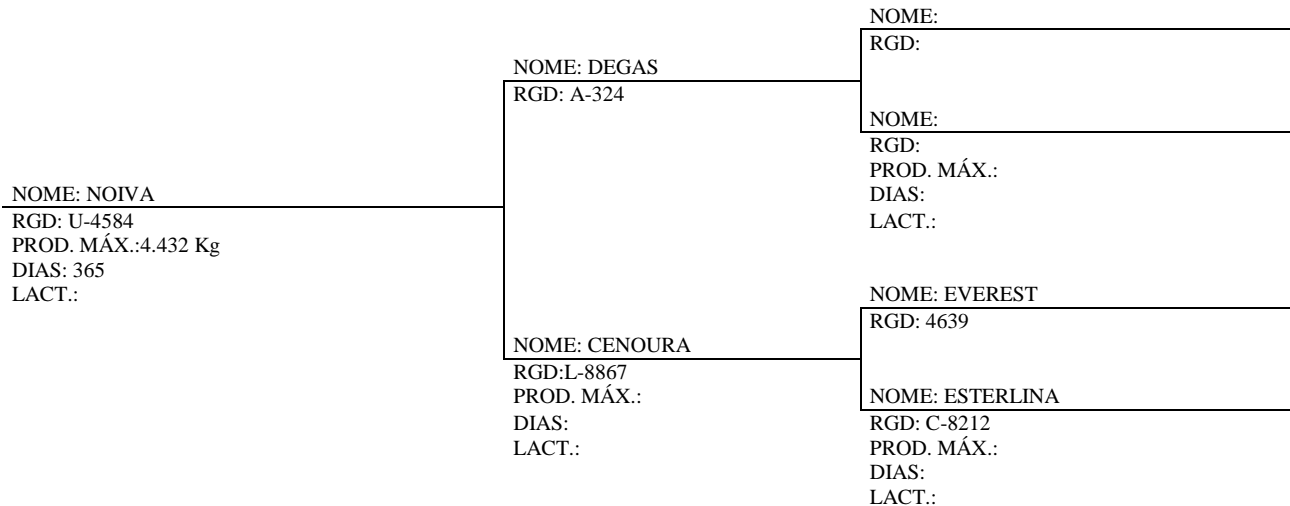 NOME:
RGD:
NOME: DEGAS
RGD: A-324
NOME:
RGD:
PROD. MÁX.:
DIAS:
LACT.:
NOME: NOIVA
RGD: U-4584
PROD. MÁX.:4.432 Kg
DIAS: 365
LACT.:
NOME: EVEREST
RGD: 4639
NOME: CENOURA
RGD:L-8867
PROD. MÁX.:
DIAS:
LACT.:
NOME: ESTERLINA
RGD: C-8212
PROD. MÁX.:
DIAS:
LACT.: